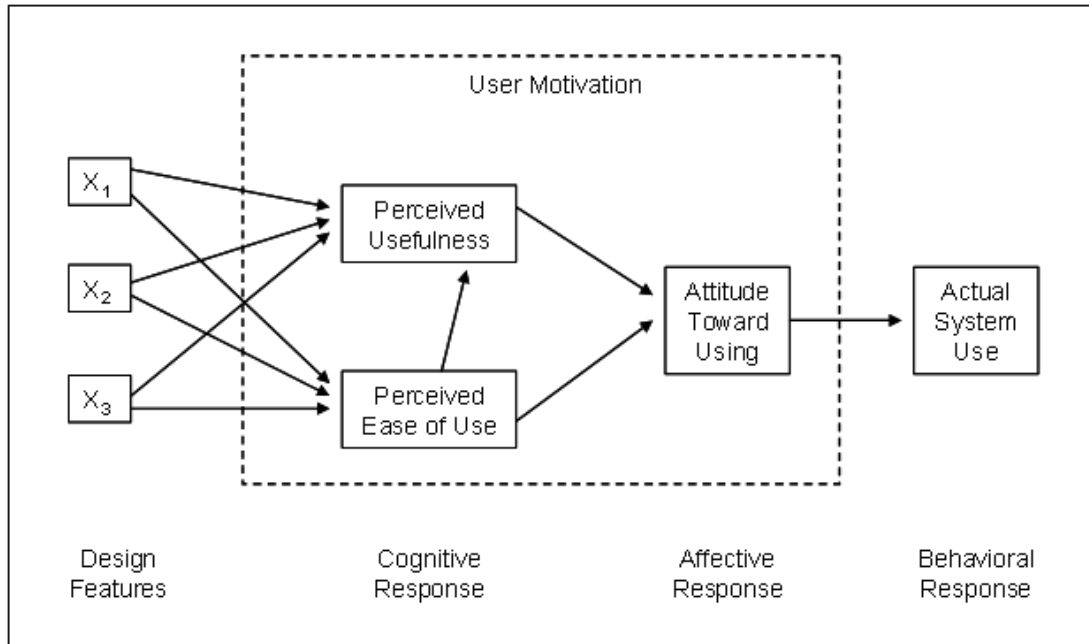 User Motivation
X1
X2
X3
Perceived
Usefulness
Perceived
Ease of Use
Attitude
Toward
Using
Actual
System
Use
Design
Features
Cognitive
Response
Affective
Response
Behavioral
Response